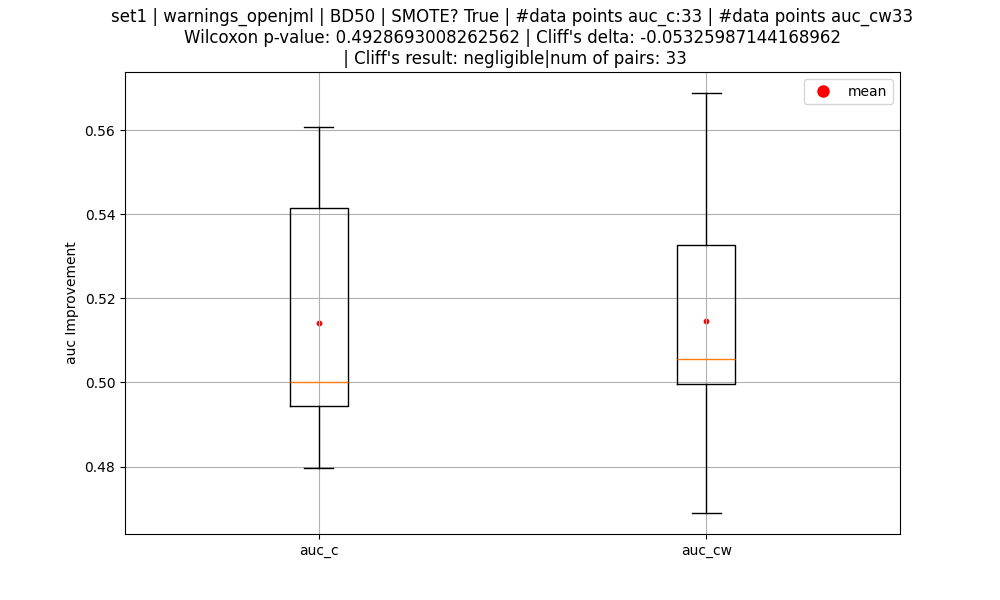 set1 | warnings_openjml | BD50 | SMOTE? True | #data points auc_c:33 | #data points auc_cw33
Wilcoxon p-value: 0.4928693008262562 | Cliff's delta: -0.05325987144168962
| Cliff's result: negligible|num of pairs: 33
mean
0.56
0.54
0.52
0.50
0.48
auc Improvement
auc_c
auc_cw